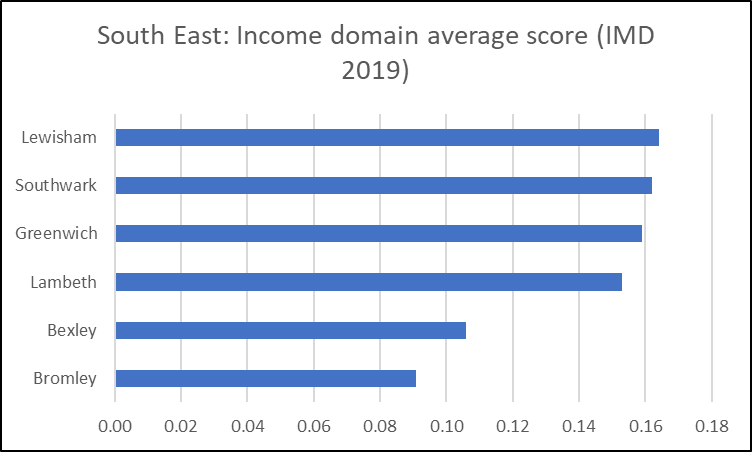 South East: Income domain average score (IMD
2019)
Lewisham
Southwark
Greenwich
Lambeth
Bexley
Bromley
0.00 0.02 0.04 0.06 0.08 0.10 0.12 0.14 0.16 0.18